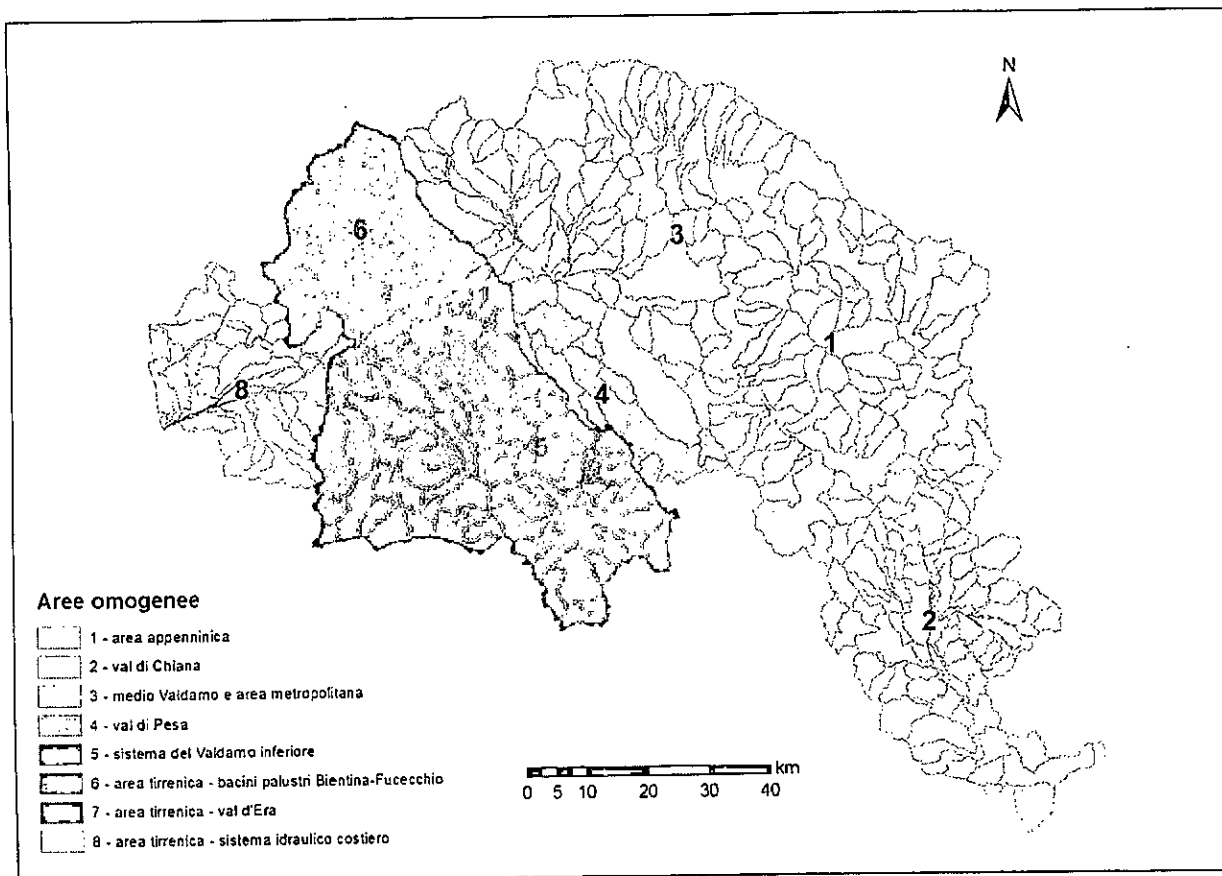 N
6
3
1
8
4
5
2
Aree omogenee
1 - area appenninica
2 - val di Chiana
3 - medio Valdarno e area metropolitana
4 - val di Pesa
5 - sistema del Valdarno inferiore
6 - area tirrenica - bacini palustri Bientina-Fucecchio
7 - area tirrenica - val d'Era
8 - area tirrenica - sistema idraulico costiero
km
0 5 10 20 30 40